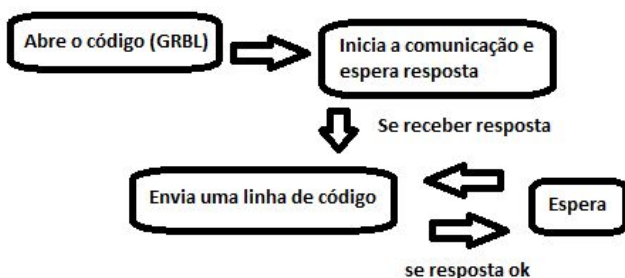 Abre o código (GRBL)
Inicia a comunicação e
espera resposta
Se receber resposta
Envia uma linha de código
Espera
se resposta ok